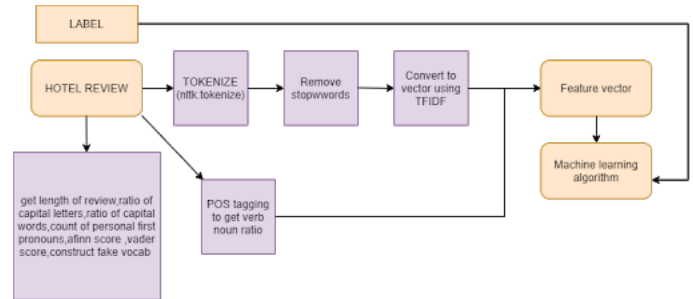 LABEL
HOTEL REVIEW
TOKENIZE
(nltk.tokenize)
Remove
stopwwords
Convert to
vector using
TFIDF
Feature vector
Machine learning
algorithm
get length of review,ratio of
capital letters,ratio of capital
words,count of personal first
pronouns,afinn score ,vader
score,construct fake vocab
POS tagging
to get verb
noun ratio